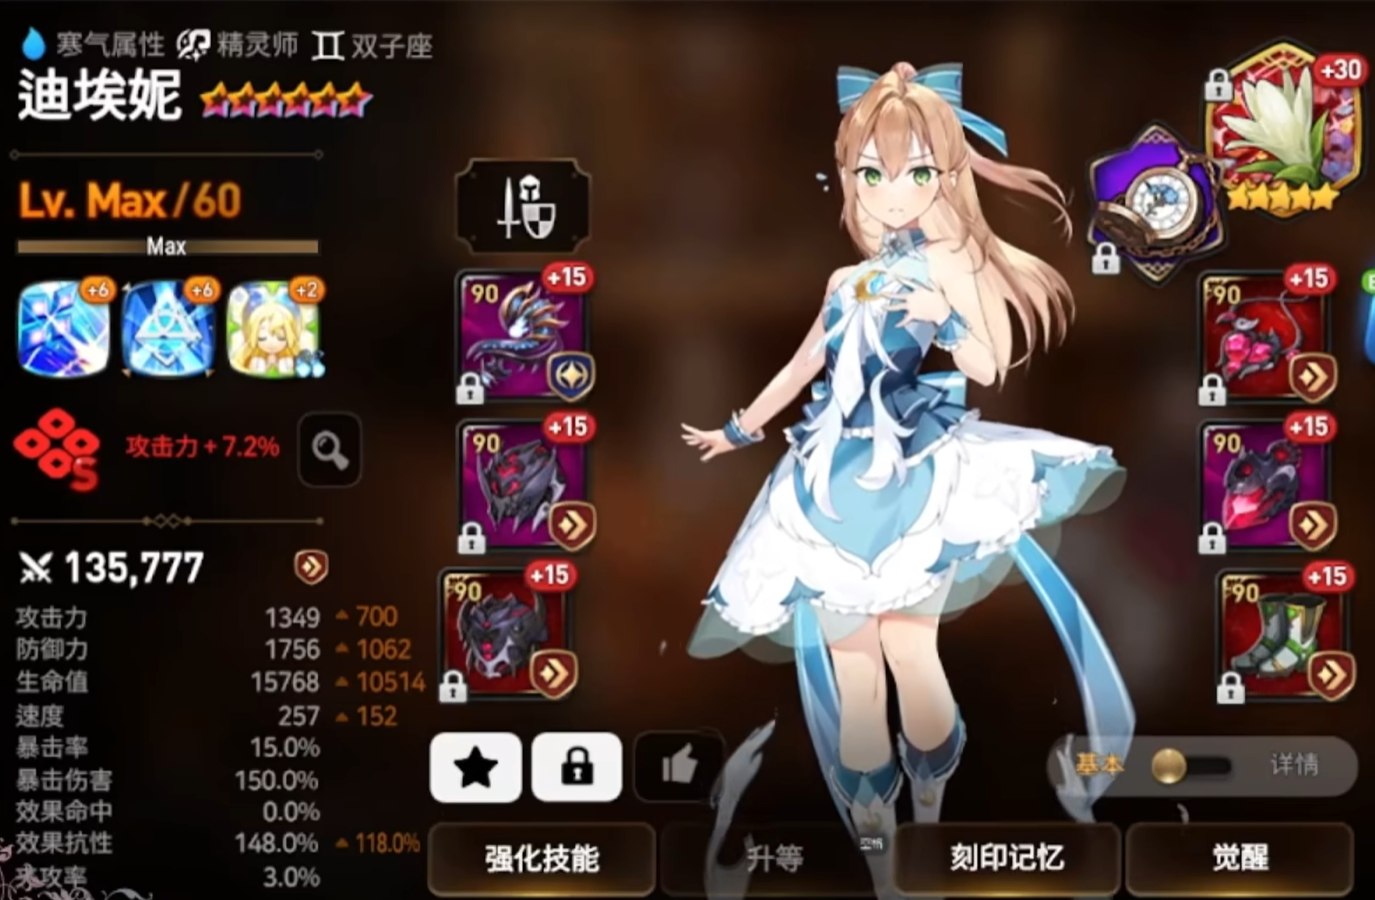 寒气属性 精灵师 双子座
迪埃妮
Lv. Max/60
Max
+6 +6 +2
攻击力+7.2%
S
135,777
攻击力 1349 700
防御力 1756 1062
生命值 15768 10514
速度 257 152
暴击率 15.0%
暴击伤害 150.0%
效果命中 0.0%
效果抗性 148.0% 118.0%
夹攻率 3.0%
90 +15
90 +15
90 +15
+30
90 +15
90 +15
90 +15
基本 详情
强化技能
升等
刻印记忆
觉醒